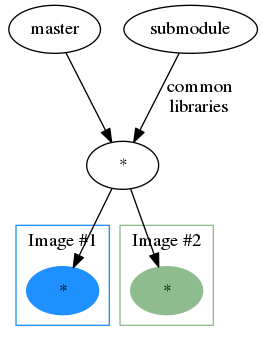 master
submodule
common
libraries
*
Image #1
Image #2
*
*